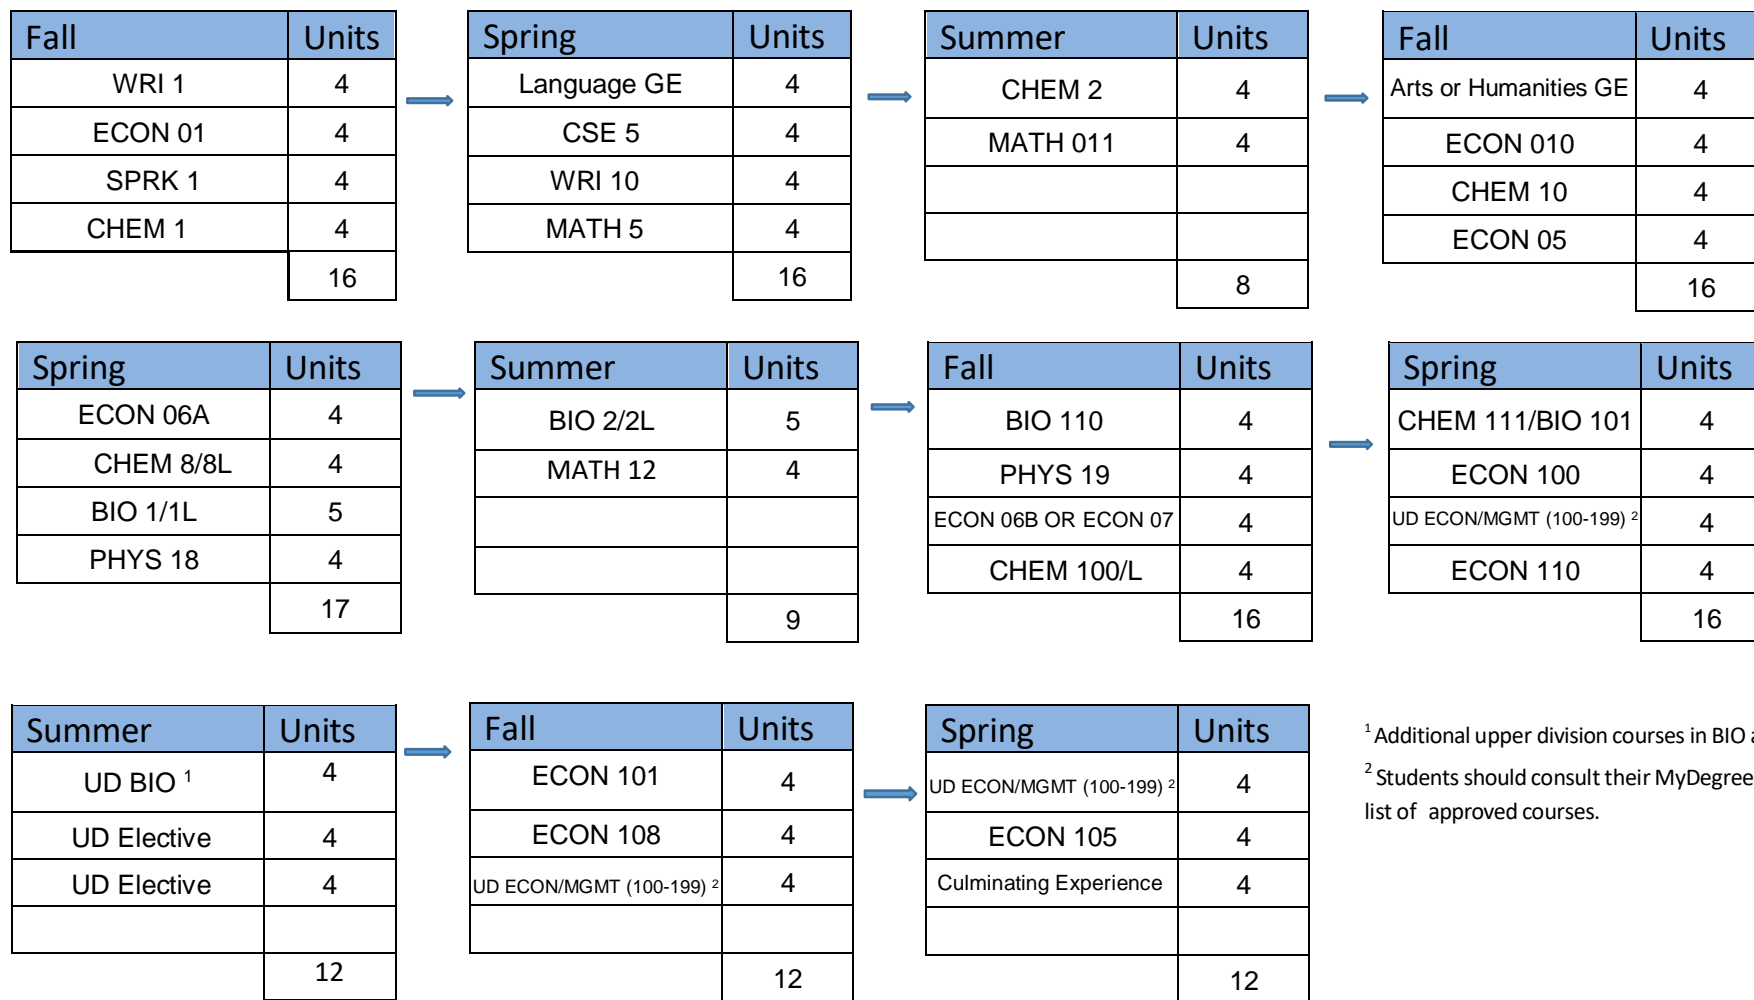 Fall Units
WRI 1 4
ECON 01 4
SPRK 1 4
CHEM 1 4
16
Spring Units
Language GE 4
CSE 5 4
WRI 10 4
MATH 5 4
16
Summer Units
CHEM 2 4
MATH 011 4
8
Fall Units
Arts or Humanities GE 4
ECON 010 4
CHEM 10 4
ECON 05 4
16
Spring Units
ECON 06A 4
CHEM 8/8L 4
BIO 1/1L 5
PHYS 18 4
17
Summer Units
BIO 2/2L 5
MATH 12 4
9
Fall Units
BIO 110 4
PHYS 19 4
ECON 06B OR ECON 07 4
CHEM 100/L 4
16
Spring Units
CHEM 111/BIO 101 4
ECON 100 4
UD ECON/MGMT (100-199) ² 4
ECON 110 4
16
Summer Units
UD BIO ¹ 4
UD Elective 4
UD Elective 4
12
Fall Units
ECON 101 4
ECON 108 4
UD ECON/MGMT (100-199) ² 4
12
Spring Units
UD ECON/MGMT (100-199) ² 4
ECON 105 4
Culminating Experience 4
12
¹ Additional upper division courses in BIO
² Students should consult their MyDegree
list of approved courses.